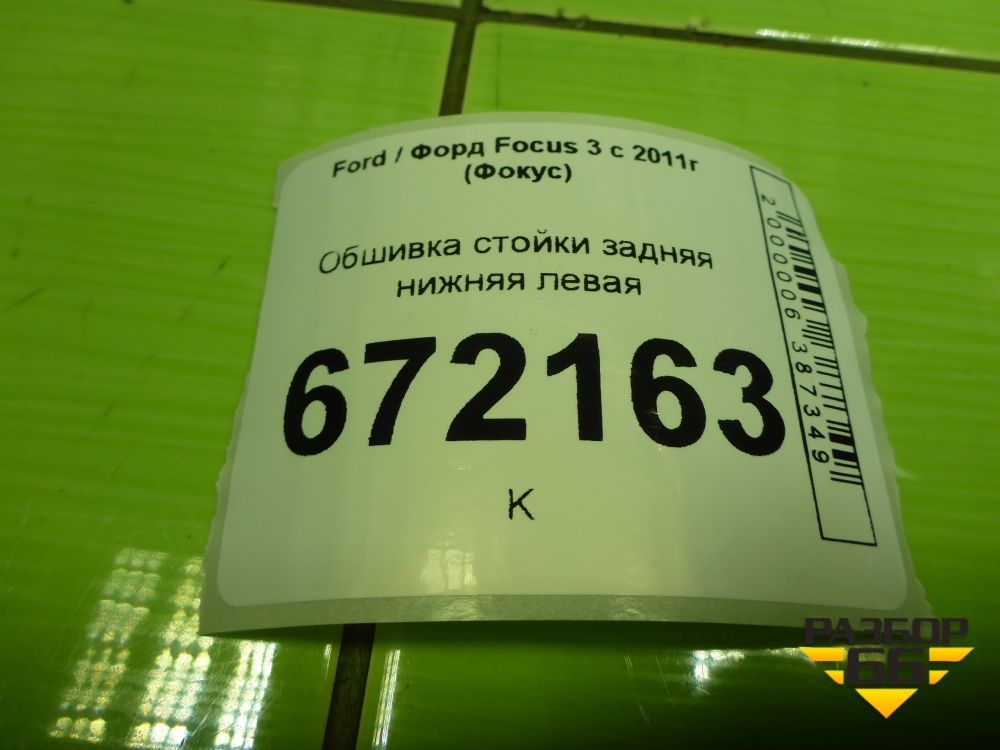 Ford / Форд Focus 3 с 2011г
(Фокус)
Обшивка стойки задняя
нижняя левая
672163
К
2000006387349
РАЗБОР
66